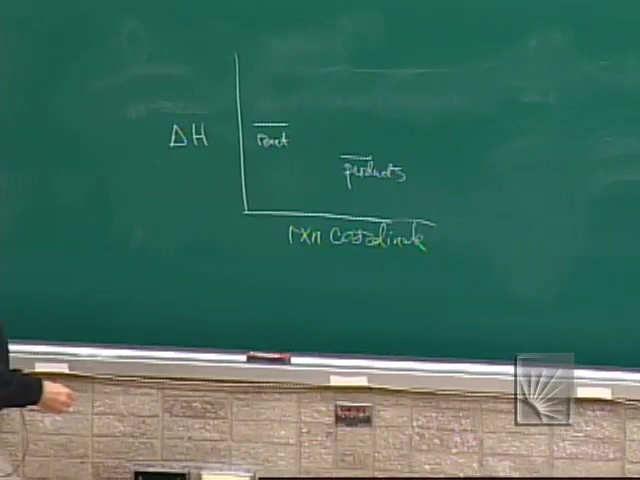 ΔH
react
products
rxn coordinate